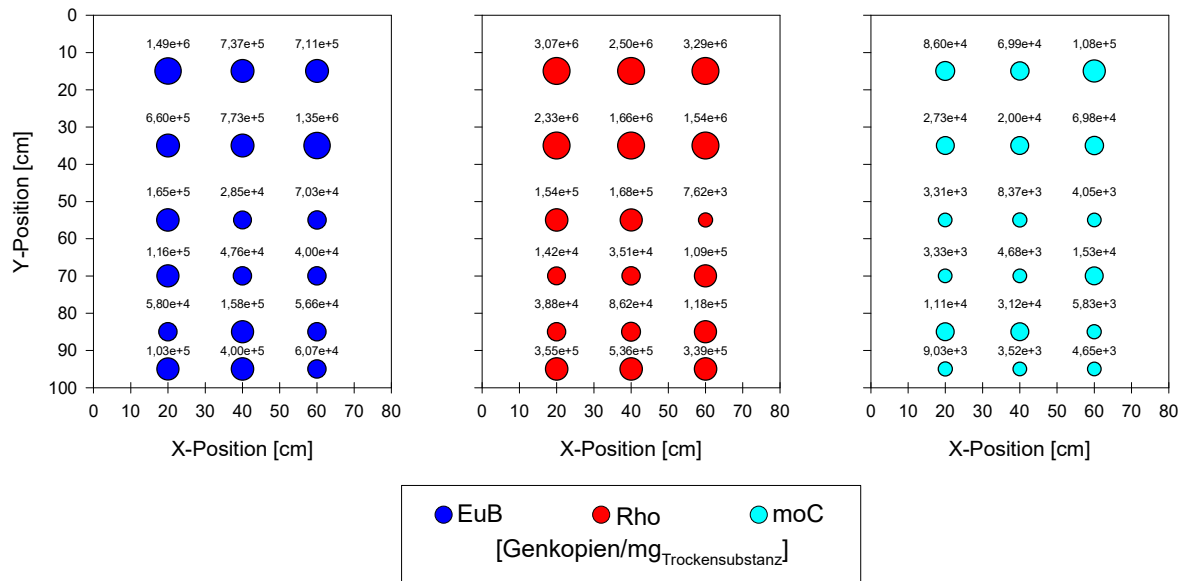 0
10
20
30
40
50
60
70
80
90
100
Y-Position [cm]
1,49e+6 7,37e+5 7,11e+5
6,60e+5 7,73e+5 1,35e+6
1,65e+5 2,85e+4 7,03e+4
1,16e+5 4,76e+4 4,00e+4
5,80e+4 1,58e+5 5,66e+4
1,03e+5 4,00e+5 6,07e+4
0 10 20 30 40 50 60 70 80
X-Position [cm]
3,07e+6 2,50e+6 3,29e+6
2,33e+6 1,66e+6 1,54e+6
1,54e+5 1,68e+5 7,62e+3
1,42e+4 3,51e+4 1,09e+5
3,88e+4 8,62e+4 1,18e+5
3,55e+5 5,36e+5 3,39e+5
0 10 20 30 40 50 60 70 80
X-Position [cm]
8,60e+4 6,99e+4 1,08e+5
2,73e+4 2,00e+4 6,98e+4
3,31e+3 8,37e+3 4,05e+3
3,33e+3 4,68e+3 1,53e+4
1,11e+4 3,12e+4 5,83e+3
9,03e+3 3,52e+3 4,65e+3
0 10 20 30 40 50 60 70 80
X-Position [cm]
EuB Rho moC
[Genkopien/mg Trockensubstanz]